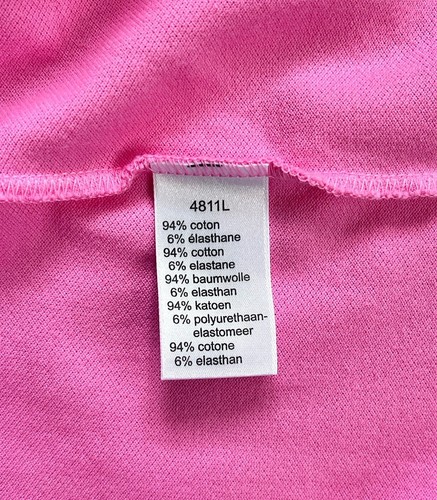 4811L
94% coton
6% élasthane
94% cotton
6% elastane
94% baumwolle
6% elasthan
94% katoen
6% polyurethaan-
elastomeer
94% cotone
6% elasthan